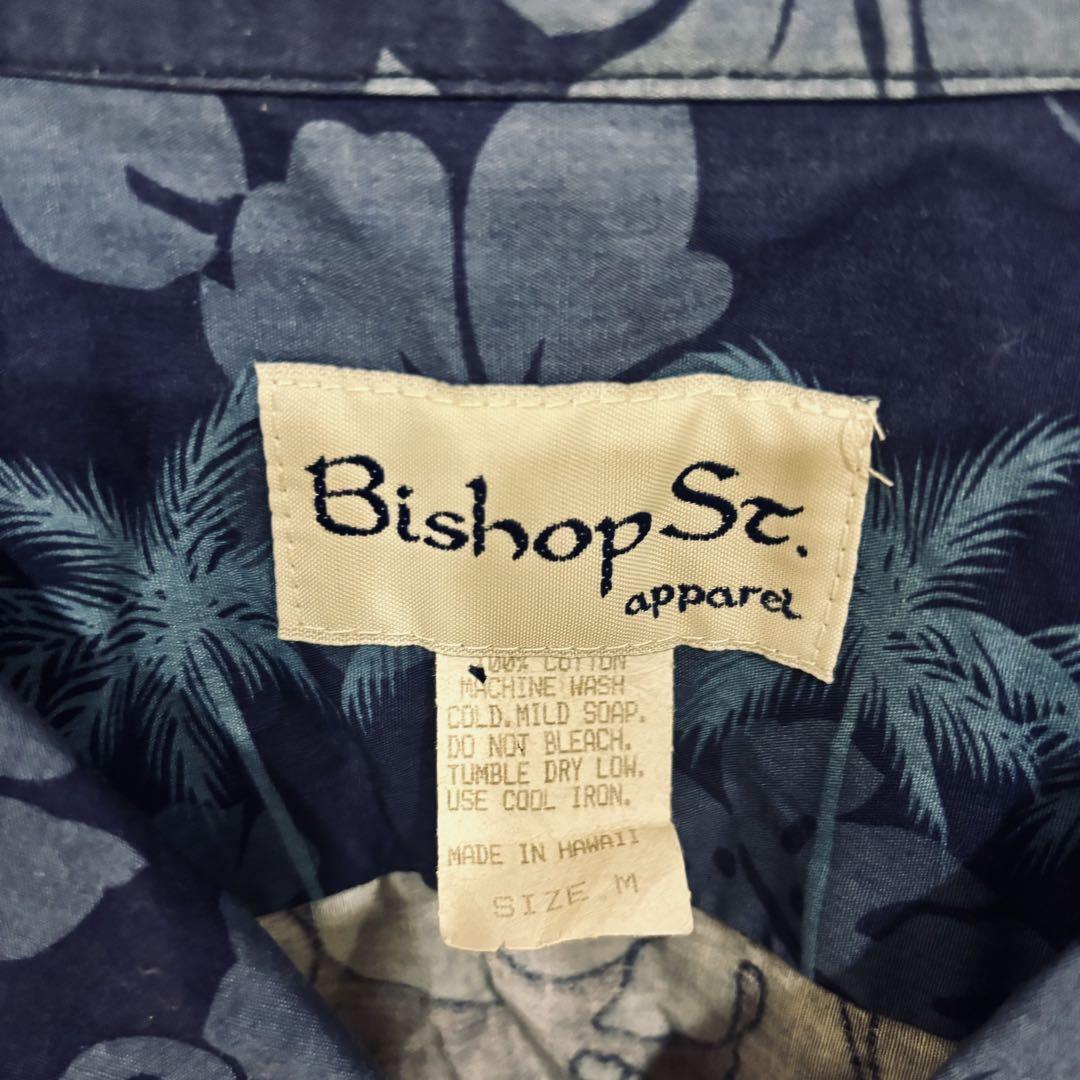 Bishop St.
apparel
100% COTTON
MACHINE WASH
COLD.MILD SOAP.
DO NOT BLEACH.
TUMBLE DRY LOW.
USE COOL IRON.
MADE IN HAWAII
SIZE M